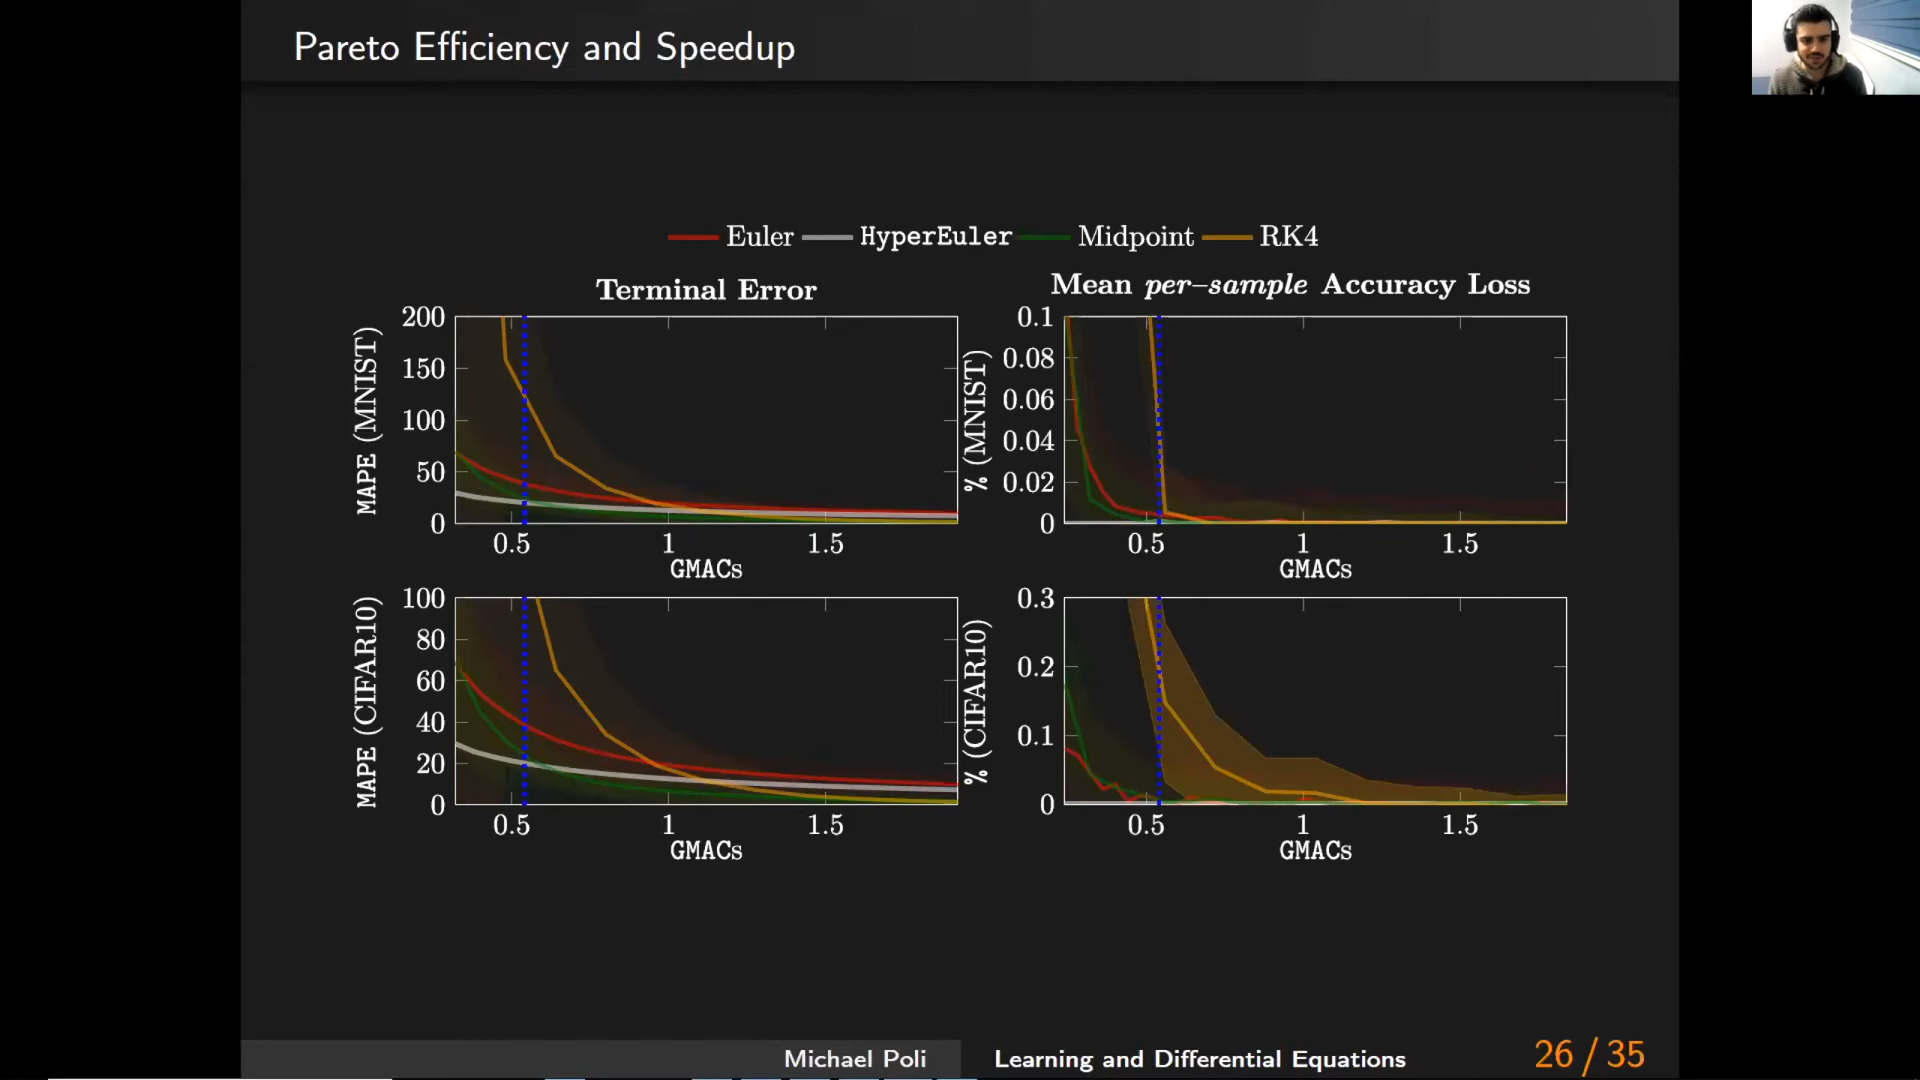 Pareto Efficiency and Speedup
Euler HyperEuler Midpoint RK4
Terminal Error
Mean per–sample Accuracy Loss
MAPE (MNIST)
200
150
100
50
0
0.5 1 1.5
GMACs
% (MNIST)
0.1
0.08
0.06
0.04
0.02
0
0.5 1 1.5
GMACs
MAPE (CIFAR10)
100
80
60
40
20
0
0.5 1 1.5
GMACs
% (CIFAR10)
0.3
0.2
0.1
0
0.5 1 1.5
GMACs
Michael Poli Learning and Differential Equations 26 / 35